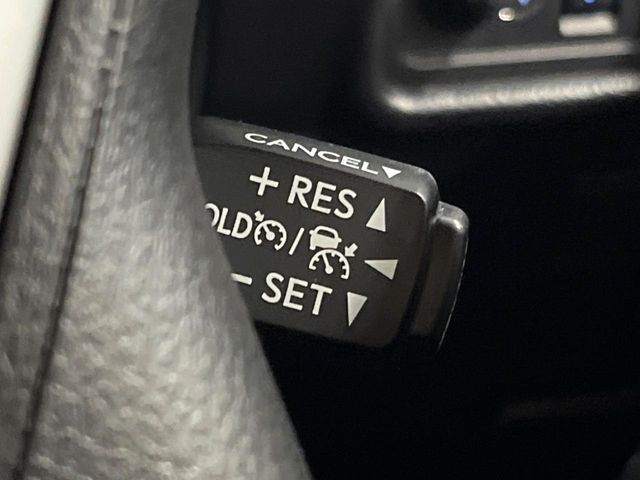 CANCEL▼
+ RES ▲
OLD / ◀
- SET ▼